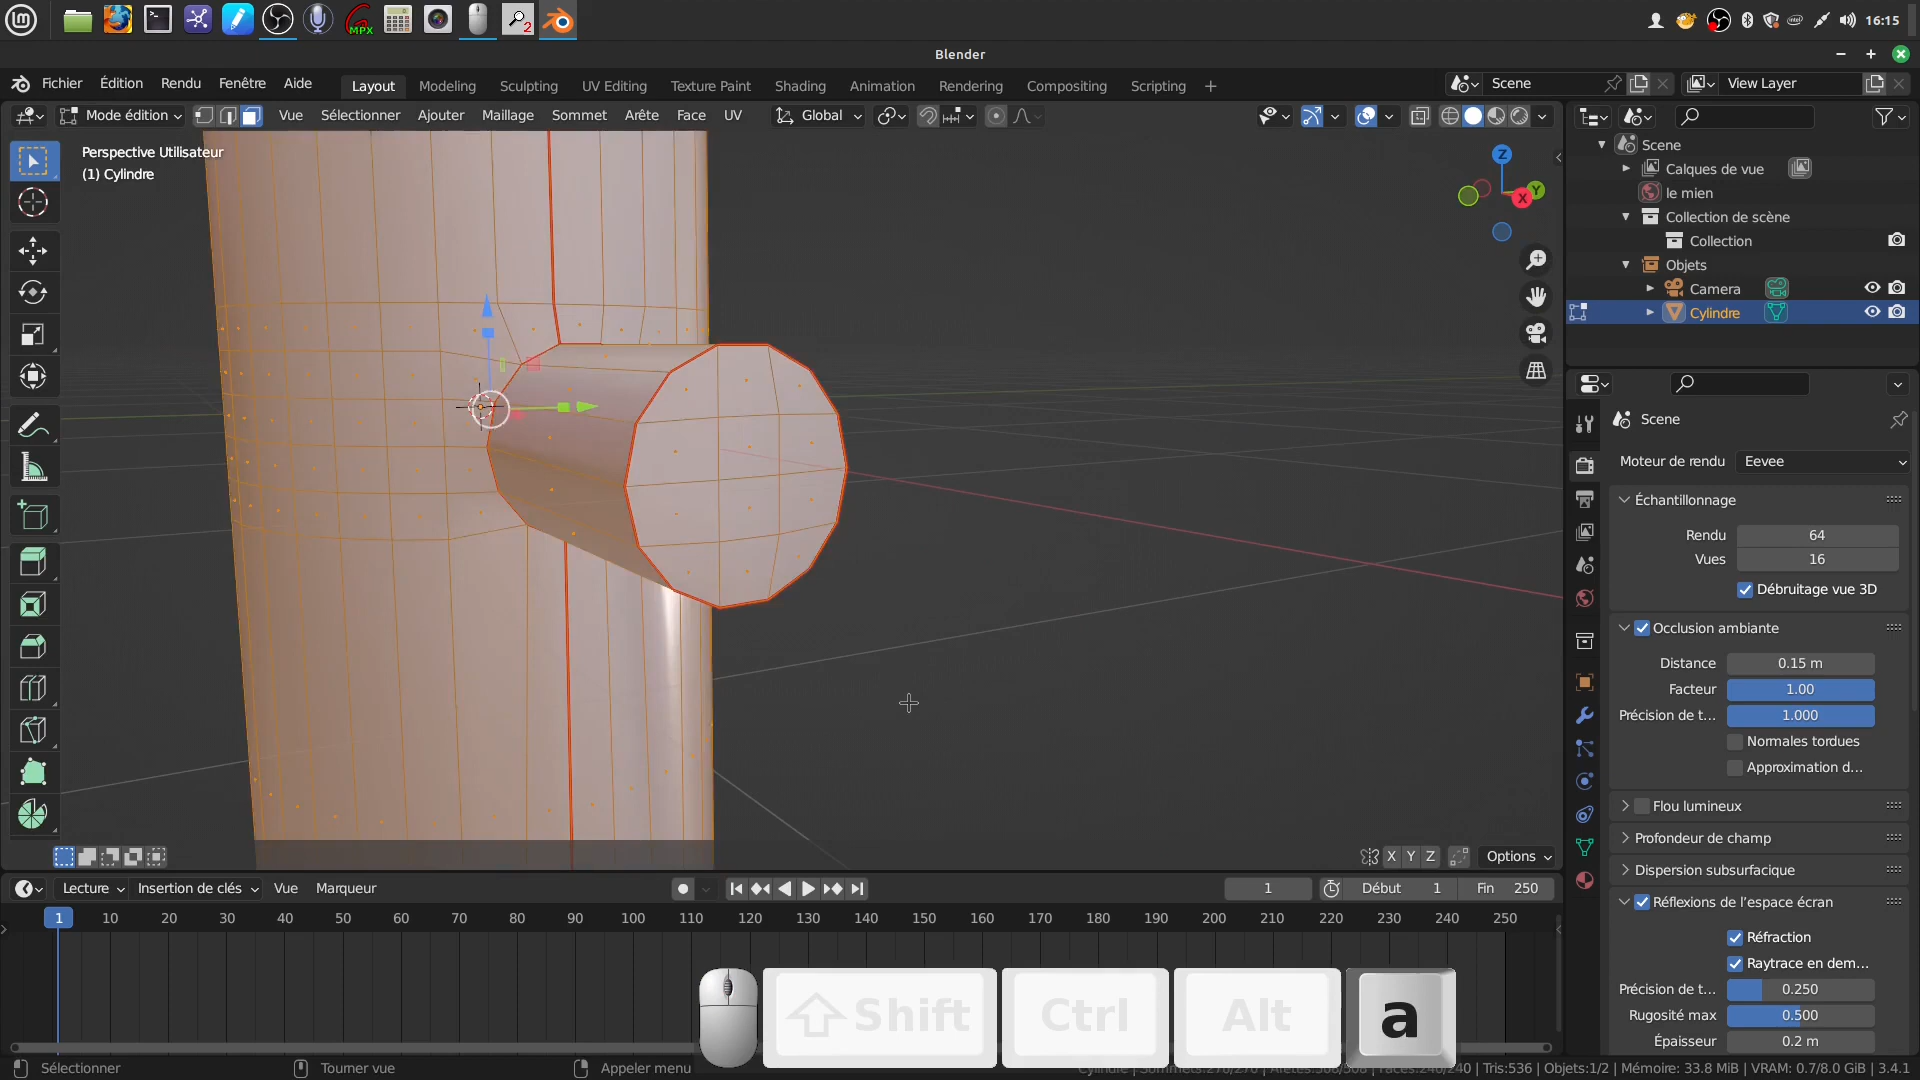 MPX
2
16:15
Blender
Fichier Édition Rendu Fenêtre Aide
Layout Modeling Sculpting UV Editing Texture Paint Shading Animation Rendering Compositing Scripting +
Scene
View Layer
Mode édition Vue Sélectionner Ajouter Maillage Sommet Arête Face UV Global
Perspective Utilisateur
(1) Cylindre
Z
Y
X
Scene
Calques de vue
le mien
Collection de scène
Collection
Objets
Camera
Cylindre
Scene
Moteur de rendu Eevee
Échantillonnage
Rendu 64
Vues 16
Débruitage vue 3D
Occlusion ambiante
Distance 0.15 m
Facteur 1.00
Précision de t... 1.000
Normales tordues
Approximation d...
Flou lumineux
Profondeur de champ
Dispersion subsurfacique
Réflexions de l'espace écran
Réfraction
Raytrace en dem...
Précision de t... 0.250
Rugosité max 0.500
Épaisseur 0.2 m
X Y Z Options
Lecture Insertion de clés Vue Marqueur
1 Début 1 Fin 250
1 10 20 30 40 50 60 70 80 90 100 110 120 130 140 150 160 170 180 190 200 210 220 230 240 250
Shift Ctrl Alt a
Sélectionner Tourner vue Appeler menu
Tris:536 | Objets:1/2 | Mémoire: 33.8 MiB | VRAM: 0.7/8.0 GiB | 3.4.1